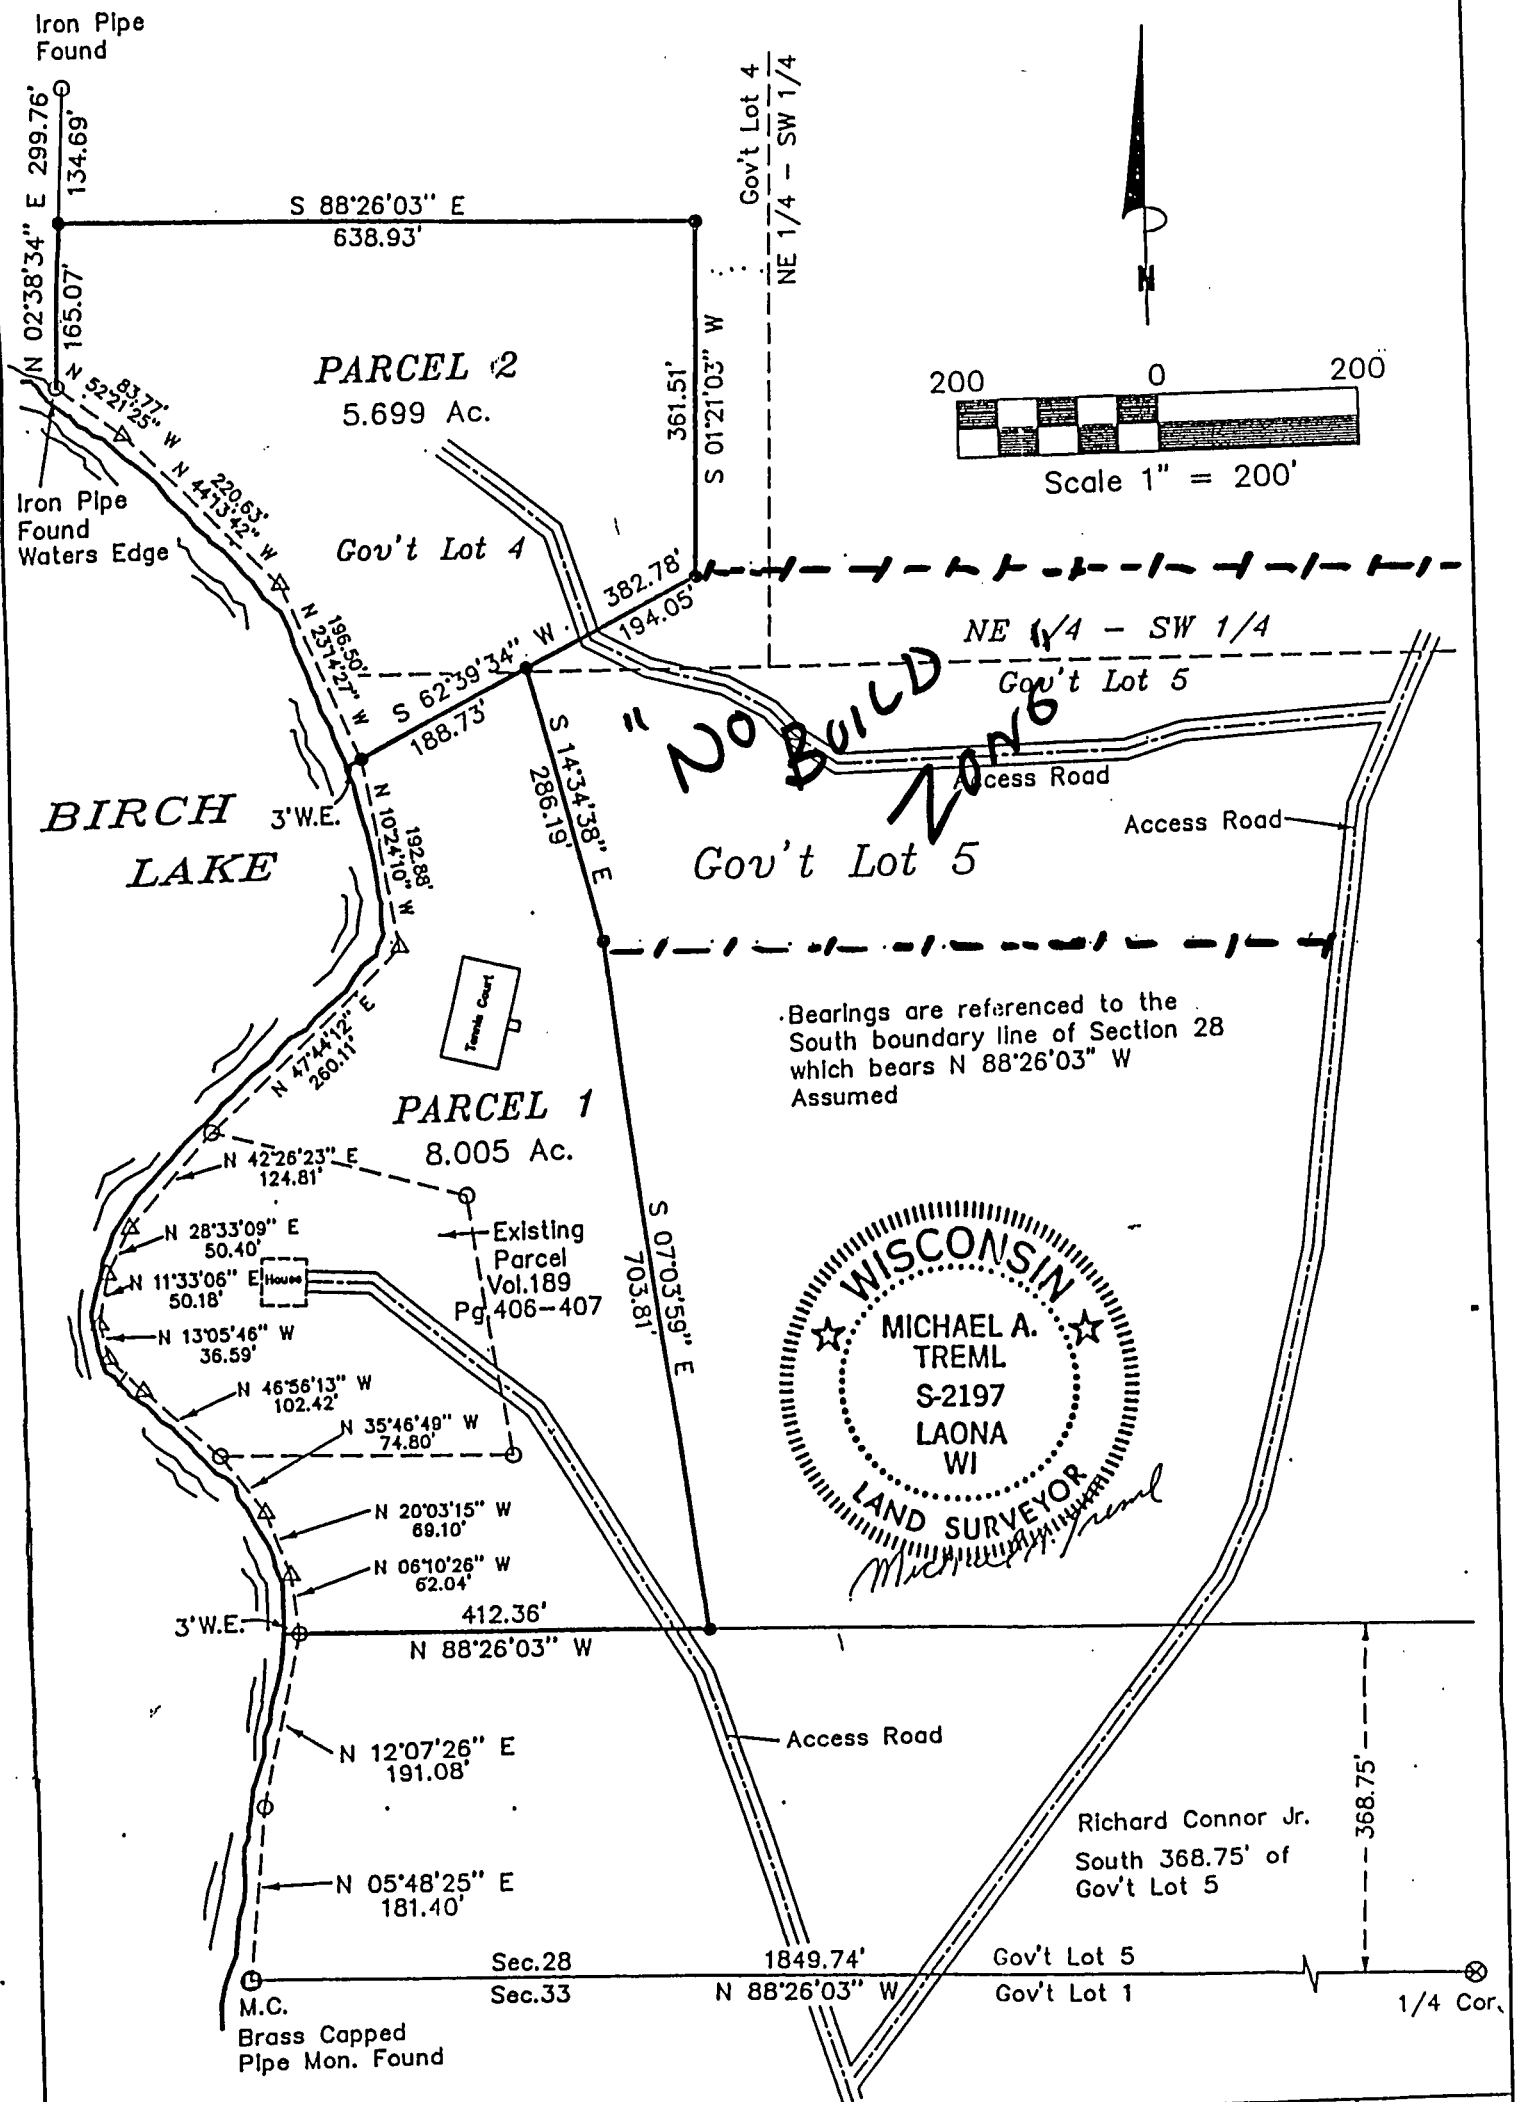 Iron Pipe
Found
N 02°38'34" E 299.76'
134.69'
165.07'
S 88°26'03" E
638.93'
Gov't Lot 4
NE 1/4 - SW 1/4
N
200 0 200'
Scale 1" = 200'
PARCEL 2
5.699 Ac.
361.51'
S 01°21'03" W
83.77'
N 52°21'25" W
220.63'
N 44°13'42" W
Iron Pipe
Found
Waters Edge
Gov't Lot 4
196.50'
N 23°14'27" W
382.78'
S 62°39'34" W
194.05'
188.73'
NE 1/4 - SW 1/4
Gov't Lot 5
"NO BUILD ZONE"
Access Road
Access Road
BIRCH
LAKE
3'W.E.
192.88'
N 10°24'10" W
S 14°34'38" E
286.19'
Gov't Lot 5
Tennis Court
N 47°44'12" E
260.11'
Bearings are referenced to the
South boundary line of Section 28
which bears N 88°26'03" W
Assumed
PARCEL 1
8.005 Ac.
N 42°26'23" E
124.81'
N 28°33'09" E
50.40'
N 11°33'06" E
50.18'
House
N 13°05'46" W
36.59'
N 46°56'13" W
102.42'
N 35°46'49" W
74.80'
Existing
Parcel
Vol.189
Pg.406-407
S 07°03'59" E
703.81'
WISCONSIN
MICHAEL A.
TREML
S-2197
LAONA
WI
LAND SURVEYOR
Michael A. Treml
N 20°03'15" W
69.10'
N 06°10'26" W
62.04'
3'W.E.
412.36'
N 88°26'03" W
N 12°07'26" E
191.08'
Access Road
368.75'
Richard Connor Jr.
South 368.75' of
Gov't Lot 5
N 05°48'25" E
181.40'
Sec.28 1849.74' Gov't Lot 5
Sec.33 N 88°26'03" W Gov't Lot 1
M.C.
Brass Capped
Pipe Mon. Found
1/4 Cor.